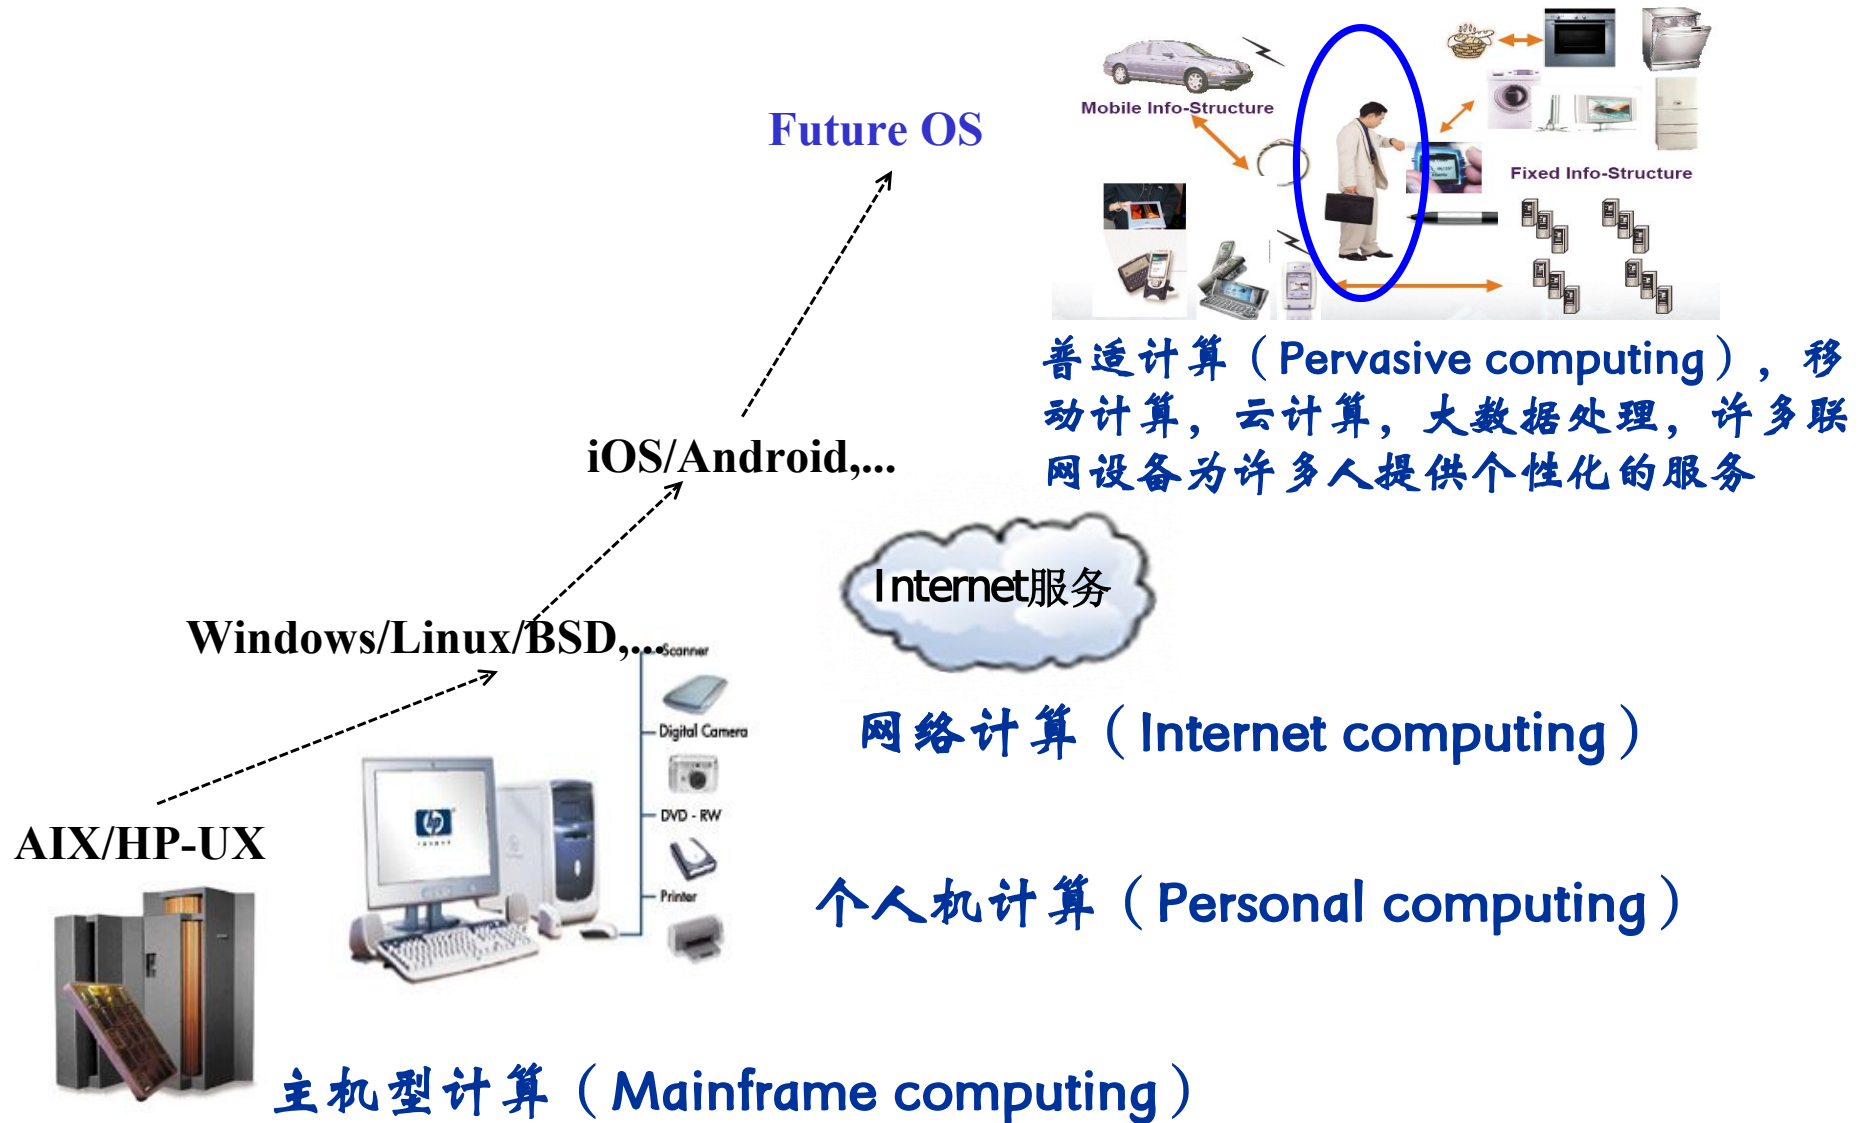 Mobile Info-Structure
Future OS
Fixed Info-Structure
普适计算（Pervasive computing），移
动计算，云计算，大数据处理，许多联
网设备为许多人提供个性化的服务
iOS/Android,...
Internet服务
Windows/Linux/BSD,...
Scanner
Digital Camera
网络计算（Internet computing）
hp
DVD - RW
AIX/HP-UX
Printer
个人机计算（Personal computing）
主机型计算（Mainframe computing）